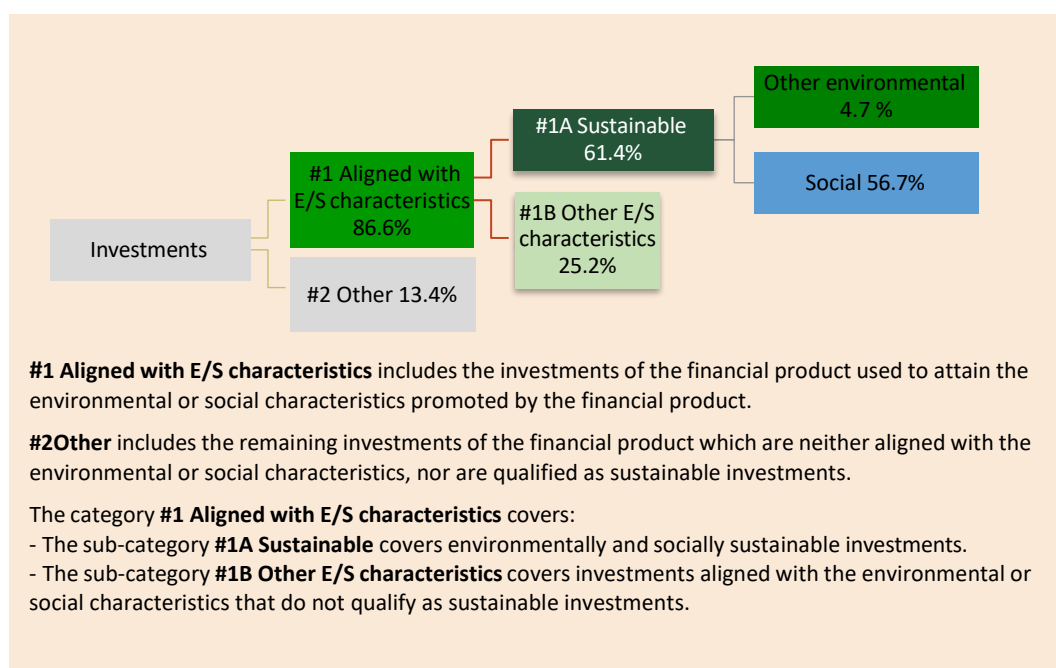 Other environmental
4.7 %
#1A Sustainable
61.4%
#1 Aligned with
E/S characteristics
86.6%
Social 56.7%
#1B Other E/S
characteristics
25.2%
Investments
#2 Other 13.4%
#1 Aligned with E/S characteristics includes the investments of the financial product used to attain the
environmental or social characteristics promoted by the financial product.
#2Other includes the remaining investments of the financial product which are neither aligned with the
environmental or social characteristics, nor are qualified as sustainable investments.
The category #1 Aligned with E/S characteristics covers:
- The sub-category #1A Sustainable covers environmentally and socially sustainable investments.
- The sub-category #1B Other E/S characteristics covers investments aligned with the environmental or
social characteristics that do not qualify as sustainable investments.